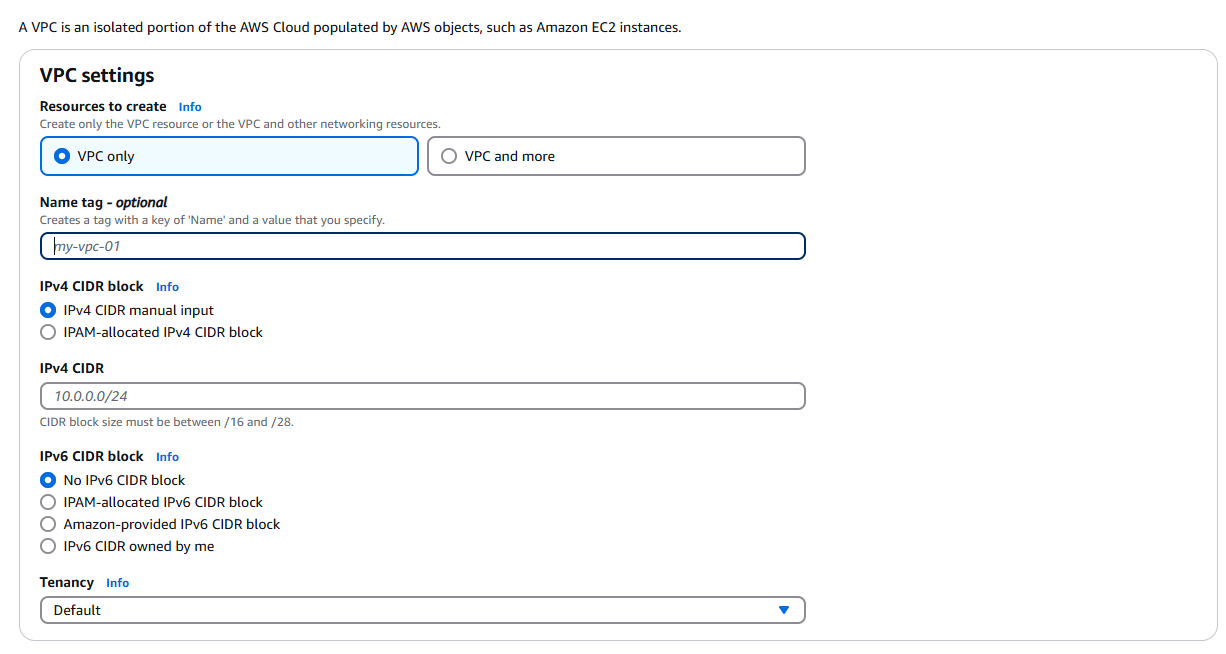 A VPC is an isolated portion of the AWS Cloud populated by AWS objects, such as Amazon EC2 instances.
VPC settings
Resources to create Info
Create only the VPC resource or the VPC and other networking resources.
VPC only VPC and more
Name tag - optional
Creates a tag with a key of 'Name' and a value that you specify.
my-vpc-01
IPv4 CIDR block Info
IPv4 CIDR manual input
IPAM-allocated IPv4 CIDR block
IPv4 CIDR
10.0.0.0/24
CIDR block size must be between /16 and /28.
IPv6 CIDR block Info
No IPv6 CIDR block
IPAM-allocated IPv6 CIDR block
Amazon-provided IPv6 CIDR block
IPv6 CIDR owned by me
Tenancy Info
Default